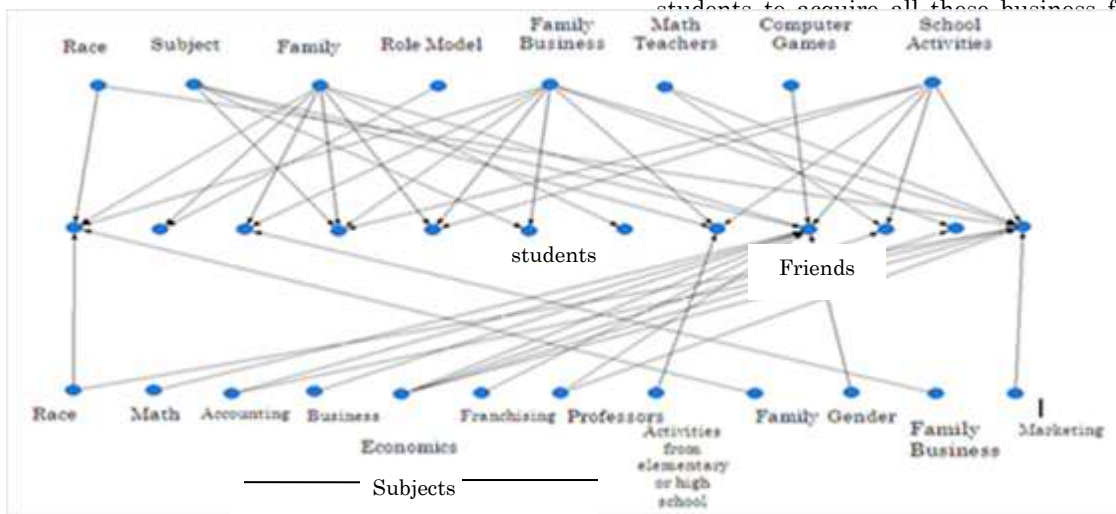 students to acquire all these business f
Race
Subject
Family
Role Model
Family
Business
Math
Teachers
Computer
Games
School
Activities
students
Friends
Race
Math
Accounting
Business
Economics
Franchising
Professors
Activities
from
elementary
or high
school
Family
Gender
Family
Business
Marketing
Subjects